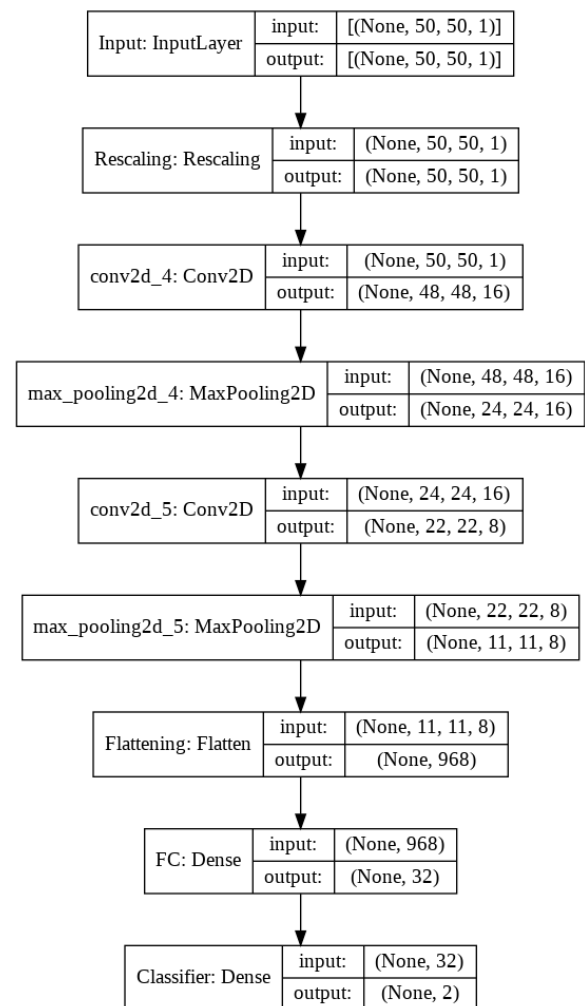 Input: InputLayer
input: [(None, 50, 50, 1)]
output: [(None, 50, 50, 1)]
Rescaling: Rescaling
input: (None, 50, 50, 1)
output: (None, 50, 50, 1)
conv2d_4: Conv2D
input: (None, 50, 50, 1)
output: (None, 48, 48, 16)
max_pooling2d_4: MaxPooling2D
input: (None, 48, 48, 16)
output: (None, 24, 24, 16)
conv2d_5: Conv2D
input: (None, 24, 24, 16)
output: (None, 22, 22, 8)
max_pooling2d_5: MaxPooling2D
input: (None, 22, 22, 8)
output: (None, 11, 11, 8)
Flattening: Flatten
input: (None, 11, 11, 8)
output: (None, 968)
FC: Dense
input: (None, 968)
output: (None, 32)
Classifier: Dense
input: (None, 32)
output: (None, 2)